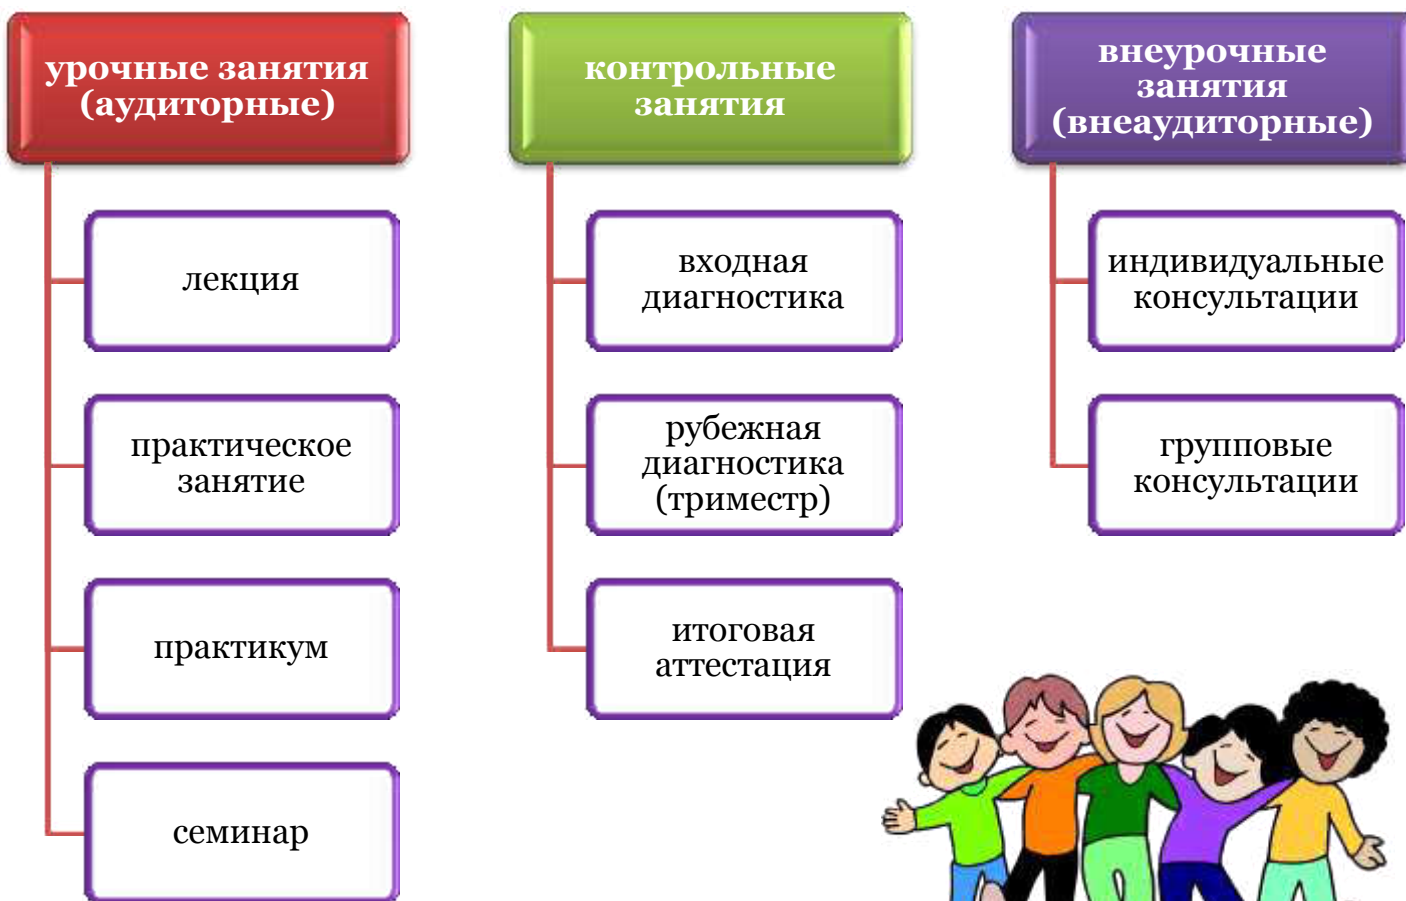 урочные занятия
(аудиторные)
лекция
практическое
занятие
практикум
семинар
контрольные
занятия
входная
диагностика
рубежная
диагностика
(триместр)
итоговая
аттестация
внеурочные
занятия
(внеаудиторные)
индивидуальные
консультации
групповые
консультации